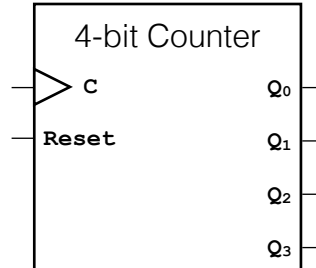 4-bit Counter
C Q₀
Reset
Q₁
Q₂
Q₃